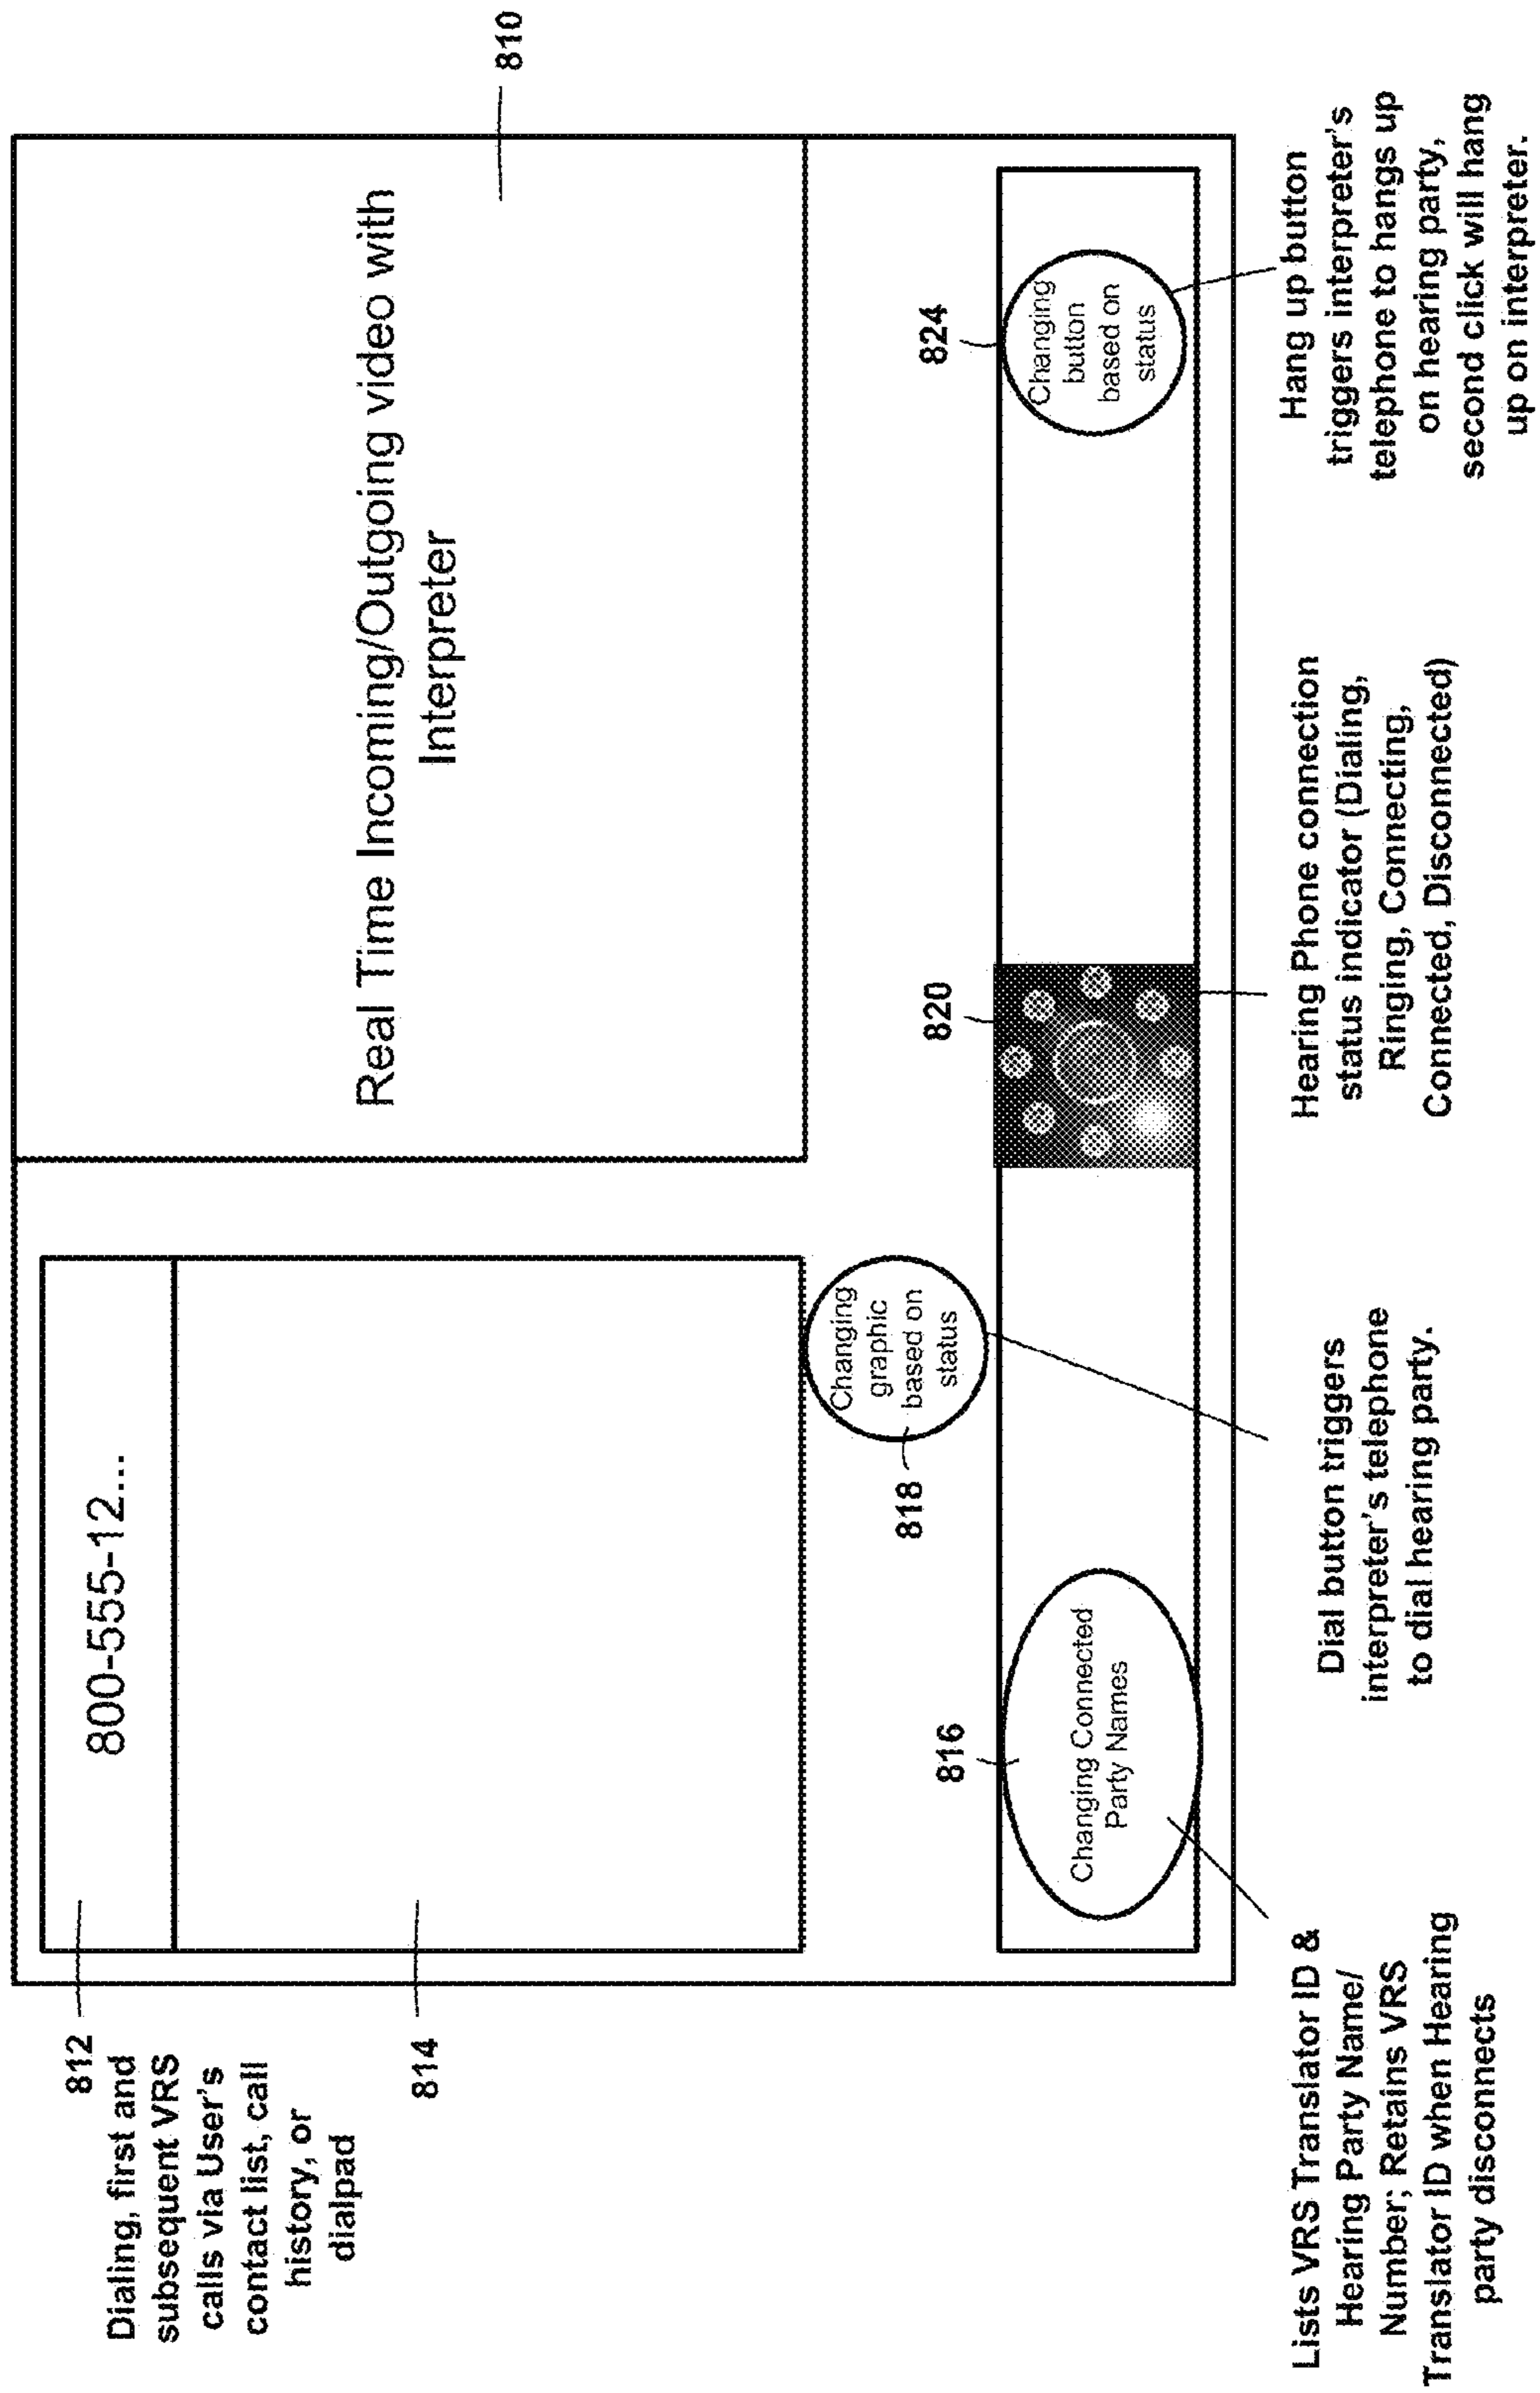 812
Dialing, first and
subsequent VRS
calls via User's
contact list, call
history, or
dialpad
814
800-555-12...
Real Time Incoming/Outgoing video with
Interpreter
810
818
Changing
graphic
based on
status
816
Changing Connected
Party Names
820
824
Changing
button
based on
status
Lists VRS Translator ID &
Hearing Party Name/
Number; Retains VRS
Translator ID when Hearing
party disconnects
Dial button triggers
interpreter's telephone
to dial hearing party.
Hearing Phone connection
status indicator (Dialing,
Ringing, Connecting,
Connected, Disconnected)
Hang up button
triggers interpreter's
telephone to hangs up
on hearing party,
second click will hang
up on interpreter.